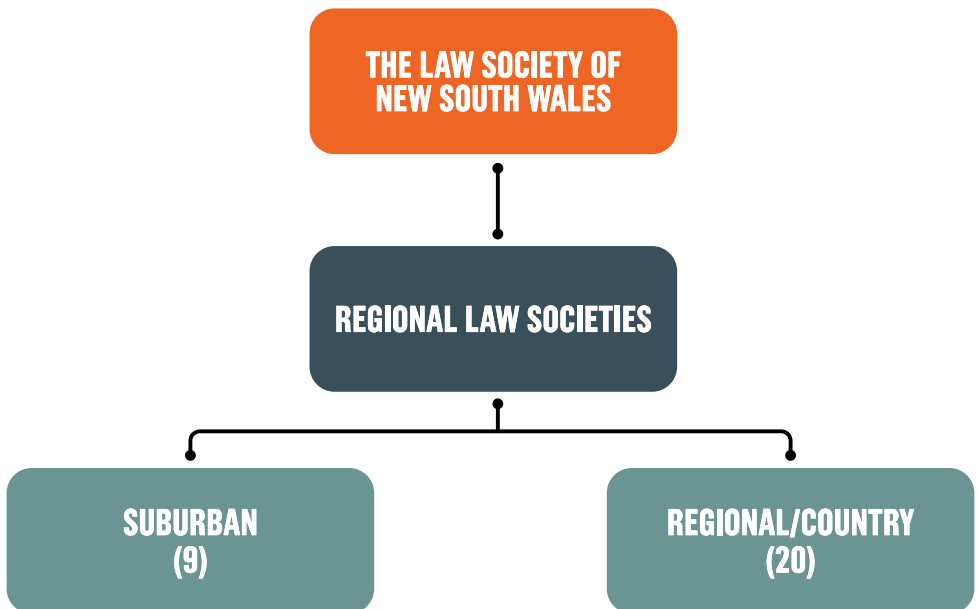 THE LAW SOCIETY OF
NEW SOUTH WALES
REGIONAL LAW SOCIETIES
SUBURBAN
(9)
REGIONAL/COUNTRY
(20)